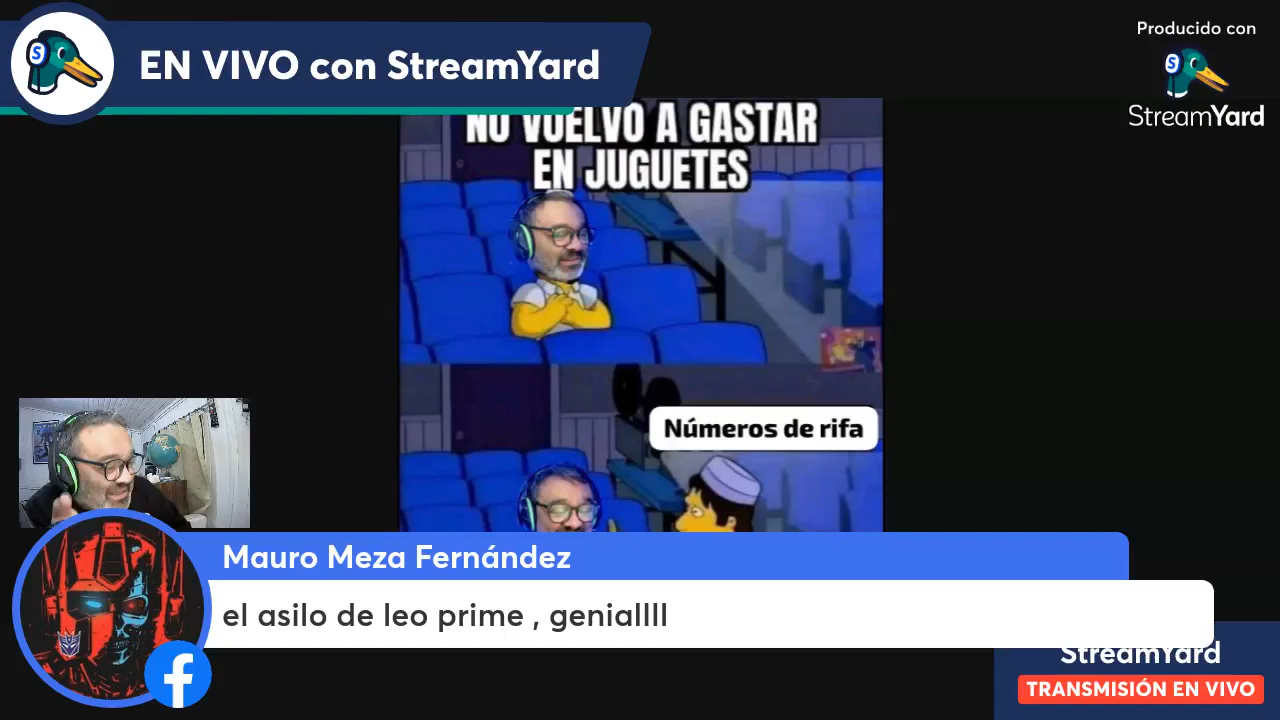 EN VIVO con StreamYard
Producido con
StreamYard
NO VUELVO A GASTAR
EN JUGUETES
Números de rifa
Mauro Meza Fernández
el asilo de leo prime , geniallll
StreamYard
TRANSMISIÓN EN VIVO